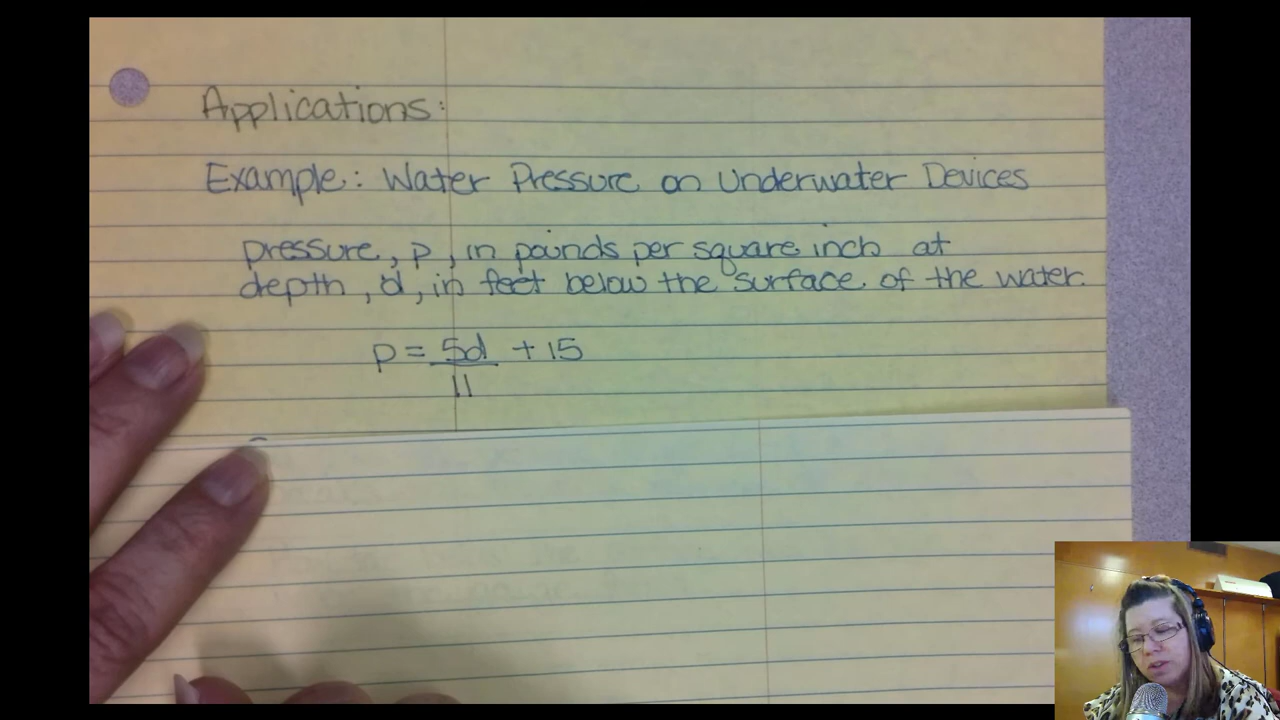 Applications:
Example: Water Pressure on Underwater Devices
pressure, p, in pounds per square inch at
depth, d, in feet below the surface of the water.
p = 5d + 15
11